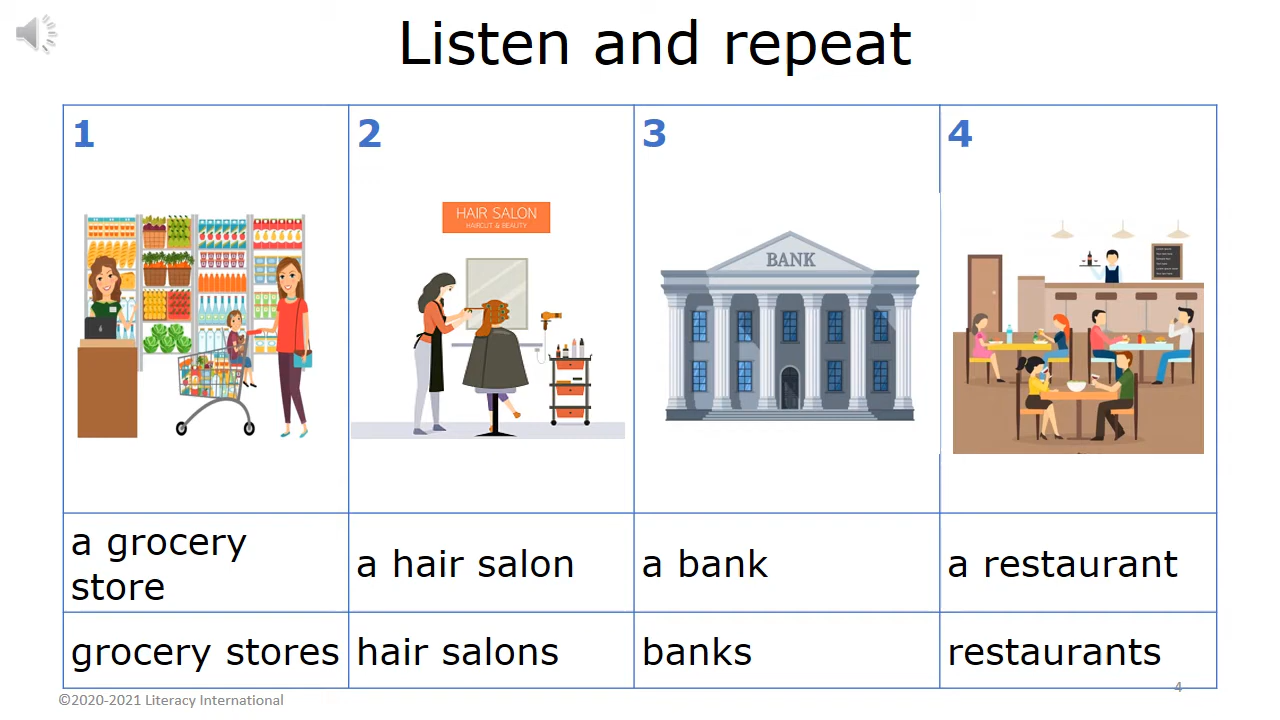 Listen and repeat
1
2
3
4
HAIR SALON
HAIRCUT & BEAUTY
BANK
a grocery
store
a hair salon
a bank
a restaurant
grocery stores
hair salons
banks
restaurants
4
©2020-2021 Literacy International